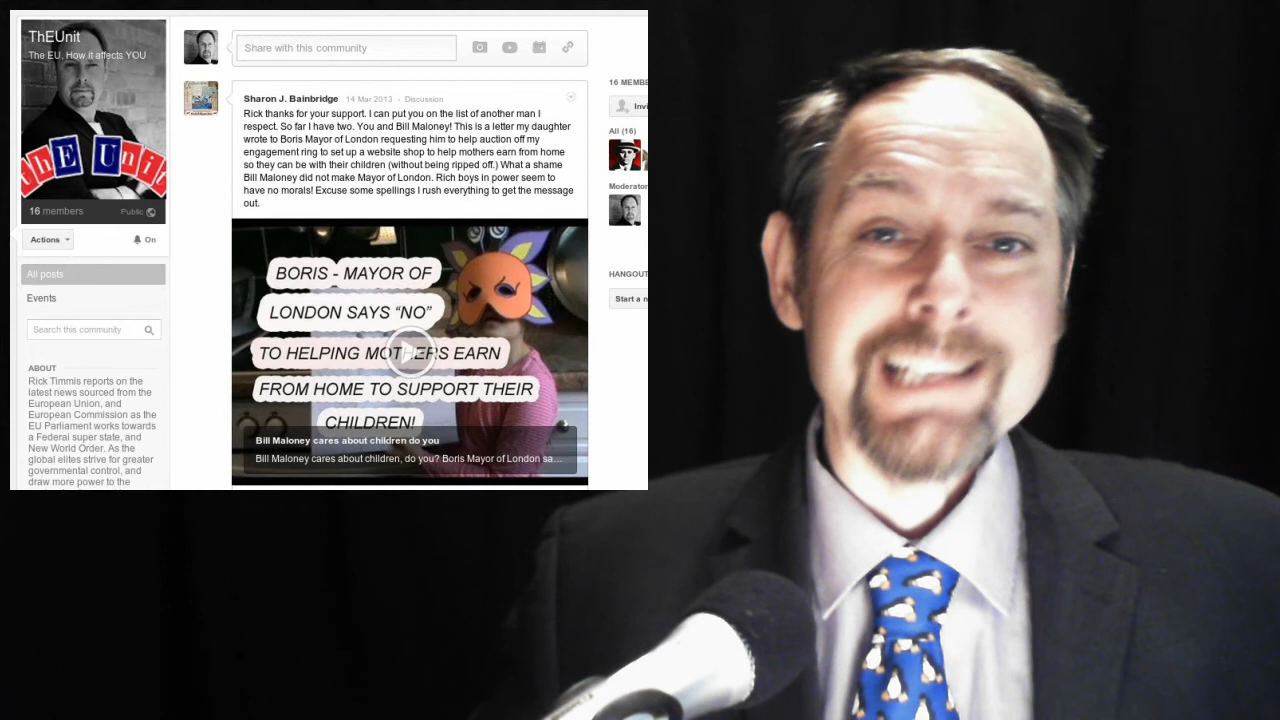 ThEUnit
The EU, How it affects YOU
thEUnit
16 members
Public
Actions
On
All posts
Events
Search this community
ABOUT
Rick Timmis reports on the
latest news sourced from the
European Union, and
European Commission as the
EU Parliament works towards
a Federal super state, and
New World Order. As the
global elites strive for greater
governmental control, and
draw more power to the
Share with this community
Sharon J. Bainbridge 14 Mar 2013 - Discussion
Rick thanks for your support. I can put you on the list of another man I
respect. So far I have two. You and Bill Maloney! This is a letter my daughter
wrote to Boris Mayor of London requesting him to help auction off my
engagement ring to set up a website shop to help mothers earn from home
so they can be with their children (without being ripped off.) What a shame
Bill Maloney did not make Mayor of London. Rich boys in power seem to
have no morals! Excuse some spellings I rush everything to get the message
out.
BORIS - MAYOR OF
LONDON SAYS “NO”
TO HELPING MOTHERS EARN
FROM HOME TO SUPPORT THEIR
CHILDREN!
Bill Maloney cares about children do you
Bill Maloney cares about children, do you? Boris Mayor of London sa...
16 MEMBE
Invi
All (16)
Moderator
HANGOUT
Start a n